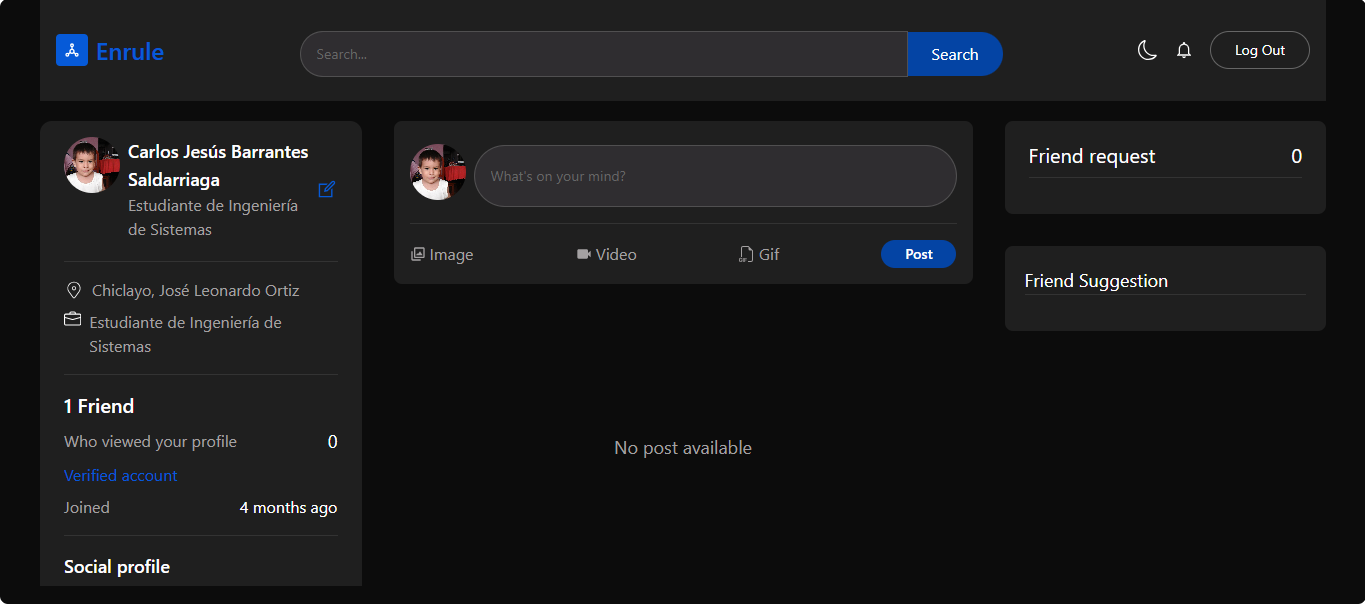 Enrule
Search...
Search
Log Out
Carlos Jesús Barrantes
Saldarriaga
Estudiante de Ingeniería
de Sistemas
Chiclayo, José Leonardo Ortiz
Estudiante de Ingeniería de
Sistemas
1 Friend
Who viewed your profile 0
Verified account
Joined 4 months ago
Social profile
What's on your mind?
Image
Video
GIF
Gif
Post
No post available
Friend request 0
Friend Suggestion